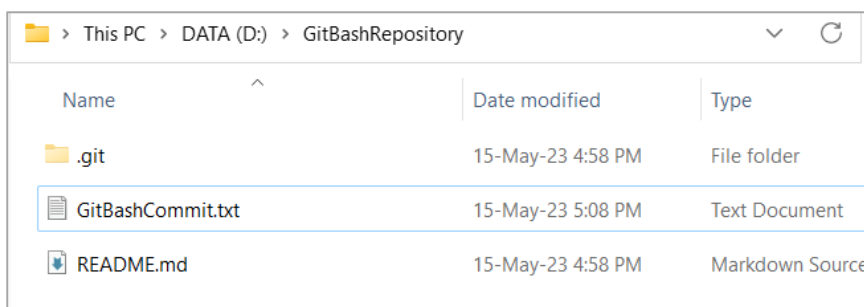 This PC > DATA (D:) > GitBashRepository
Name Date modified Type
.git 15-May-23 4:58 PM File folder
GitBashCommit.txt 15-May-23 5:08 PM Text Document
README.md 15-May-23 4:58 PM Markdown Source